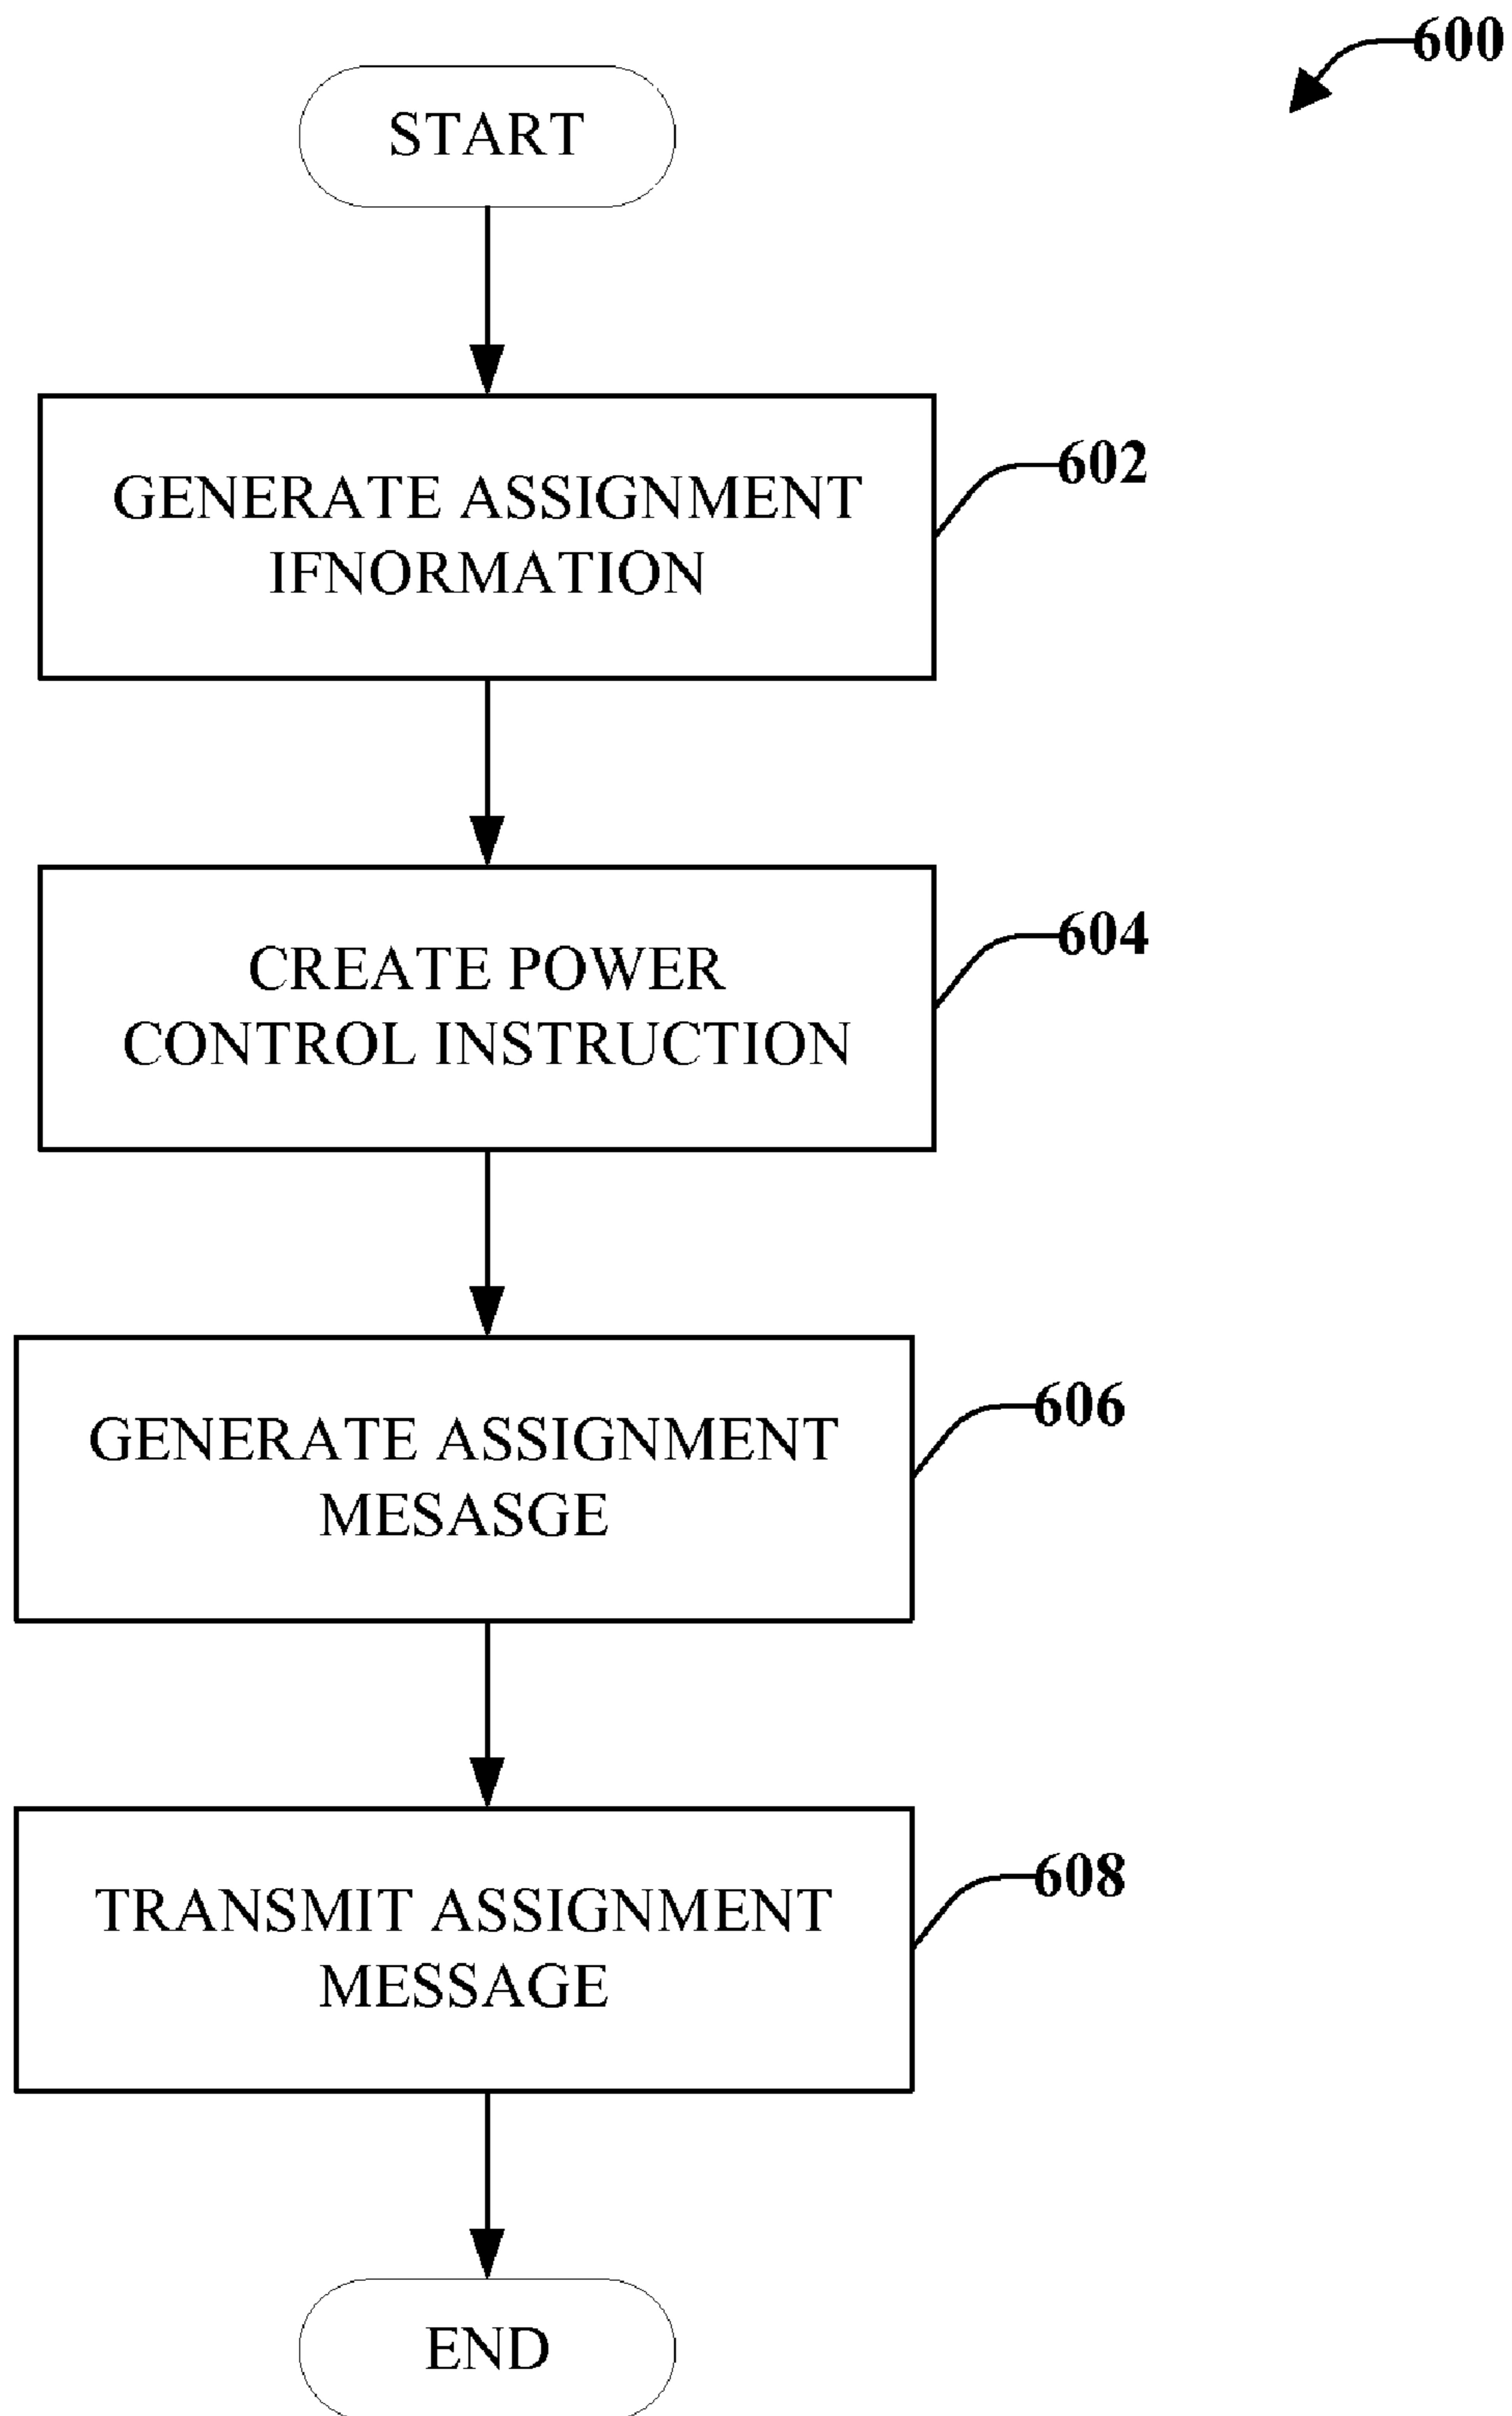 600
START
GENERATE ASSIGNMENT
IFNORMATION
602
CREATE POWER
CONTROL INSTRUCTION
604
GENERATE ASSIGNMENT
MESASGE
606
TRANSMIT ASSIGNMENT
MESSAGE
608
END